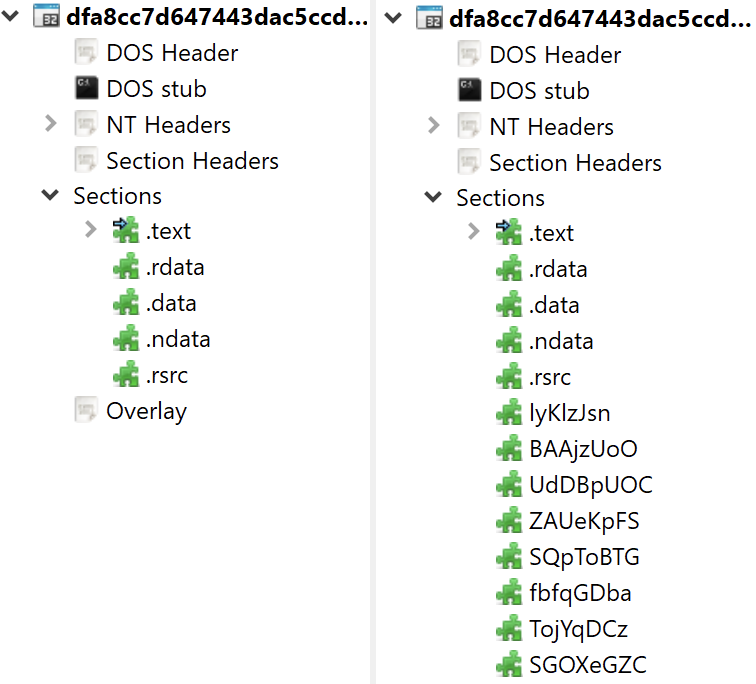 dfa8cc7d647443dac5ccd...
DOS Header
DOS stub
NT Headers
Section Headers
Sections
.text
.rdata
.data
.ndata
.rsrc
Overlay
dfa8cc7d647443dac5ccd...
DOS Header
DOS stub
NT Headers
Section Headers
Sections
.text
.rdata
.data
.ndata
.rsrc
lyKlzJsn
BAAjzUoO
UdDBpUOC
ZAUeKpFS
SQpToBTG
fbfqGDba
TojYqDCz
SGOXeGZC